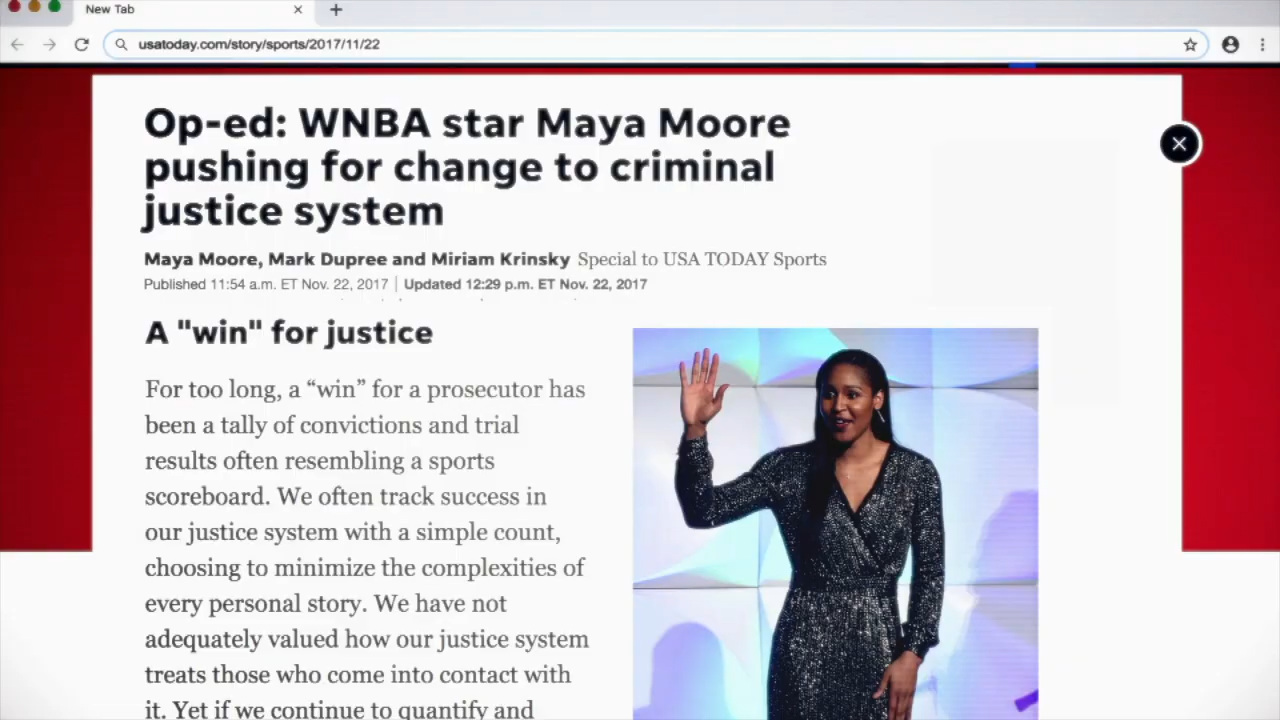 New Tab
usatoday.com/story/sports/2017/11/22
Op-ed: WNBA star Maya Moore
pushing for change to criminal
justice system
Maya Moore, Mark Dupree and Miriam Krinsky Special to USA TODAY Sports
Published 11:54 a.m. ET Nov. 22, 2017 | Updated 12:29 p.m. ET Nov. 22, 2017
A "win" for justice
For too long, a “win” for a prosecutor has
been a tally of convictions and trial
results often resembling a sports
scoreboard. We often track success in
our justice system with a simple count,
choosing to minimize the complexities of
every personal story. We have not
adequately valued how our justice system
treats those who come into contact with
it. Yet if we continue to quantify and